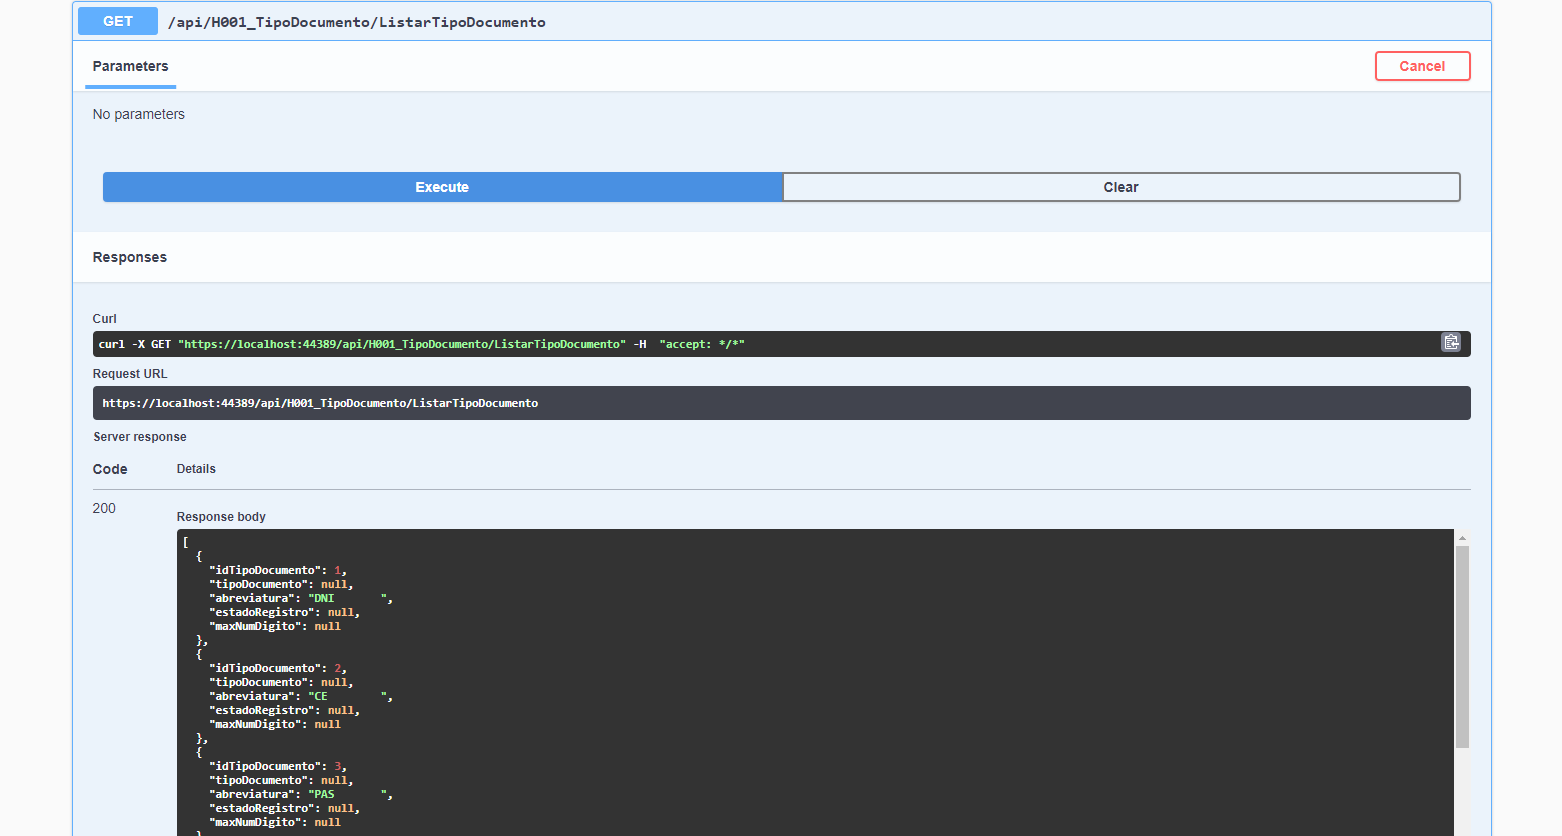 GET /api/H001_TipoDocumento/ListarTipoDocumento
Parameters Cancel
No parameters
Execute Clear
Responses
Curl
curl -X GET "https://localhost:44389/api/H001_TipoDocumento/ListarTipoDocumento" -H  "accept: */*"
Request URL
https://localhost:44389/api/H001_TipoDocumento/ListarTipoDocumento
Server response
Code Details
200
Response body
[
  {
    "idTipoDocumento": 1,
    "tipoDocumento": null,
    "abreviatura": "DNI       ",
    "estadoRegistro": null,
    "maxNumDigito": null
  },
  {
    "idTipoDocumento": 2,
    "tipoDocumento": null,
    "abreviatura": "CE        ",
    "estadoRegistro": null,
    "maxNumDigito": null
  },
  {
    "idTipoDocumento": 3,
    "tipoDocumento": null,
    "abreviatura": "PAS       ",
    "estadoRegistro": null,
    "maxNumDigito": null